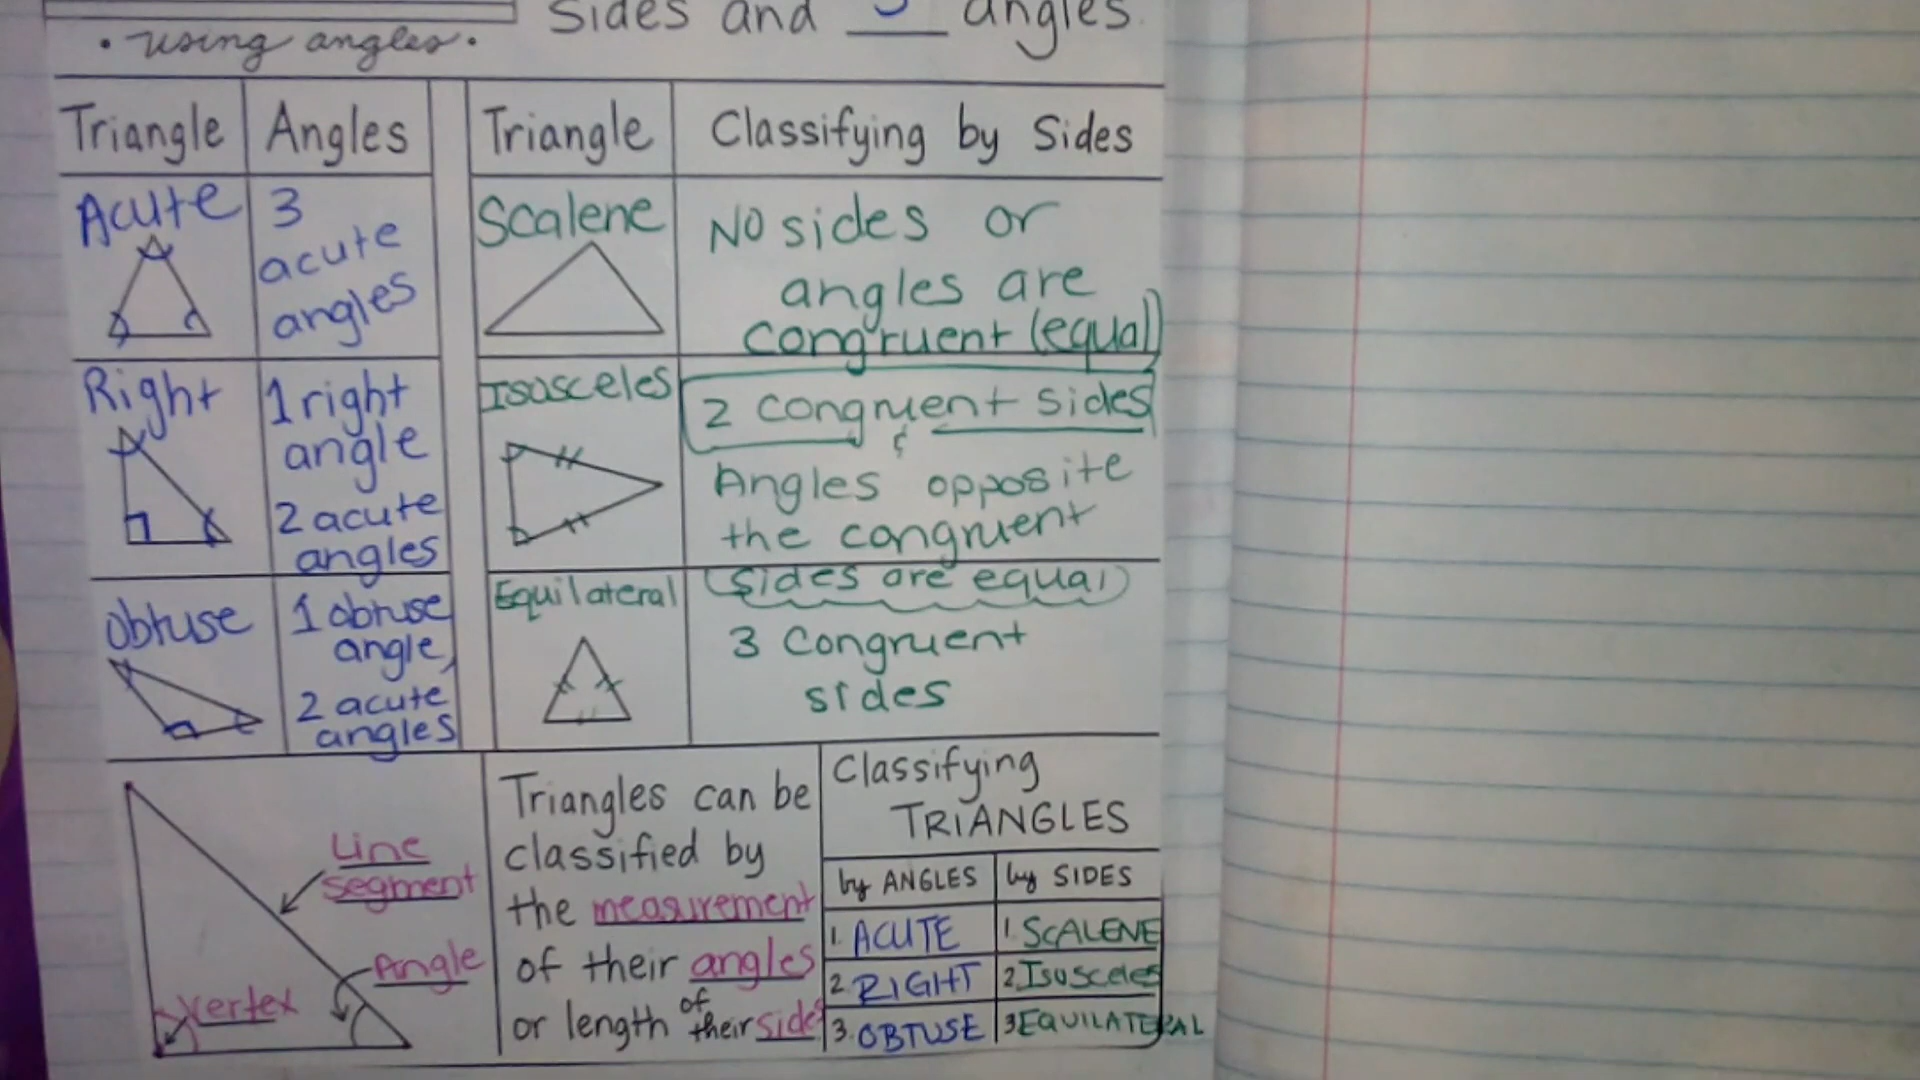 sides and 3 angles.
• using angles •
Triangle
Angles
Acute
3
acute
angles
Right
1 right
angle
2 acute
angles
Obtuse
1 obtuse
angle,
2 acute
angles
Triangle
Classifying by Sides
Scalene
No sides or
angles are
congruent (equal)
Isosceles
2 congruent sides
&
Angles opposite
the congruent
(sides are equal)
Equilateral
3 Congruent
sides
Line
segment
Angle
Vertex
Triangles can be
classified by
the measurement
of their angles
or length of their side
Classifying
TRIANGLES
by ANGLES
by SIDES
1. ACUTE
1. SCALENE
2 RIGHT
2 Isosceles
3. OBTUSE
3 EQUILATERAL